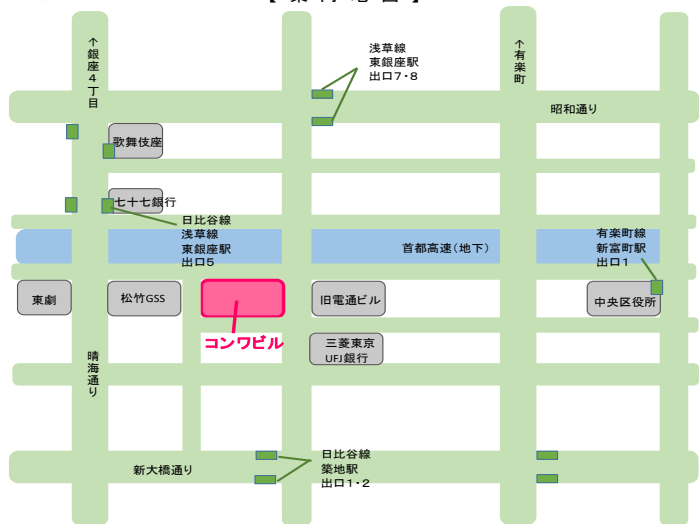 【 案 内 地 図 】
↑銀座4丁目
浅草線
東銀座駅
出口7・8
↑有楽町
昭和通り
歌舞伎座
七十七銀行
日比谷線
浅草線
東銀座駅
出口5
首都高速(地下)
有楽町線
新富町駅
出口1
東劇
松竹GSS
旧電通ビル
中央区役所
コンワビル
三菱東京
UFJ銀行
晴海通り
新大橋通り
日比谷線
築地駅
出口1・2